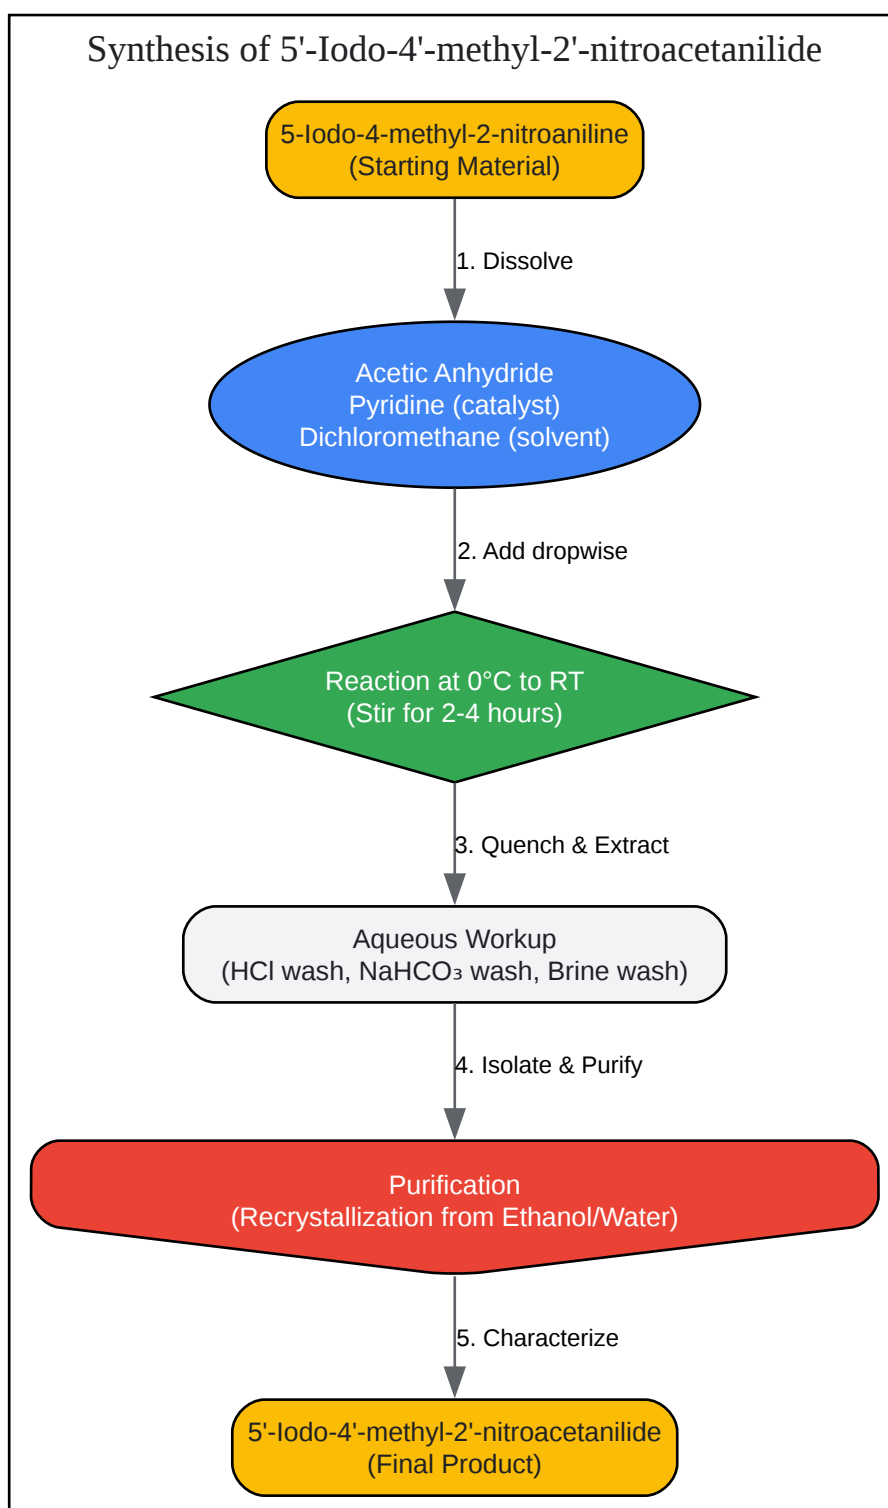 Synthesis of 5'-Iodo-4'-methyl-2'-nitroacetanilide
5-Iodo-4-methyl-2-nitroaniline
(Starting Material)
1. Dissolve
Acetic Anhydride
Pyridine (catalyst)
Dichloromethane (solvent)
2. Add dropwise
Reaction at 0°C to RT
(Stir for 2-4 hours)
3. Quench & Extract
Aqueous Workup
(HCl wash, NaHCO₃ wash, Brine wash)
4. Isolate & Purify
Purification
(Recrystallization from Ethanol/Water)
5. Characterize
5'-Iodo-4'-methyl-2'-nitroacetanilide
(Final Product)